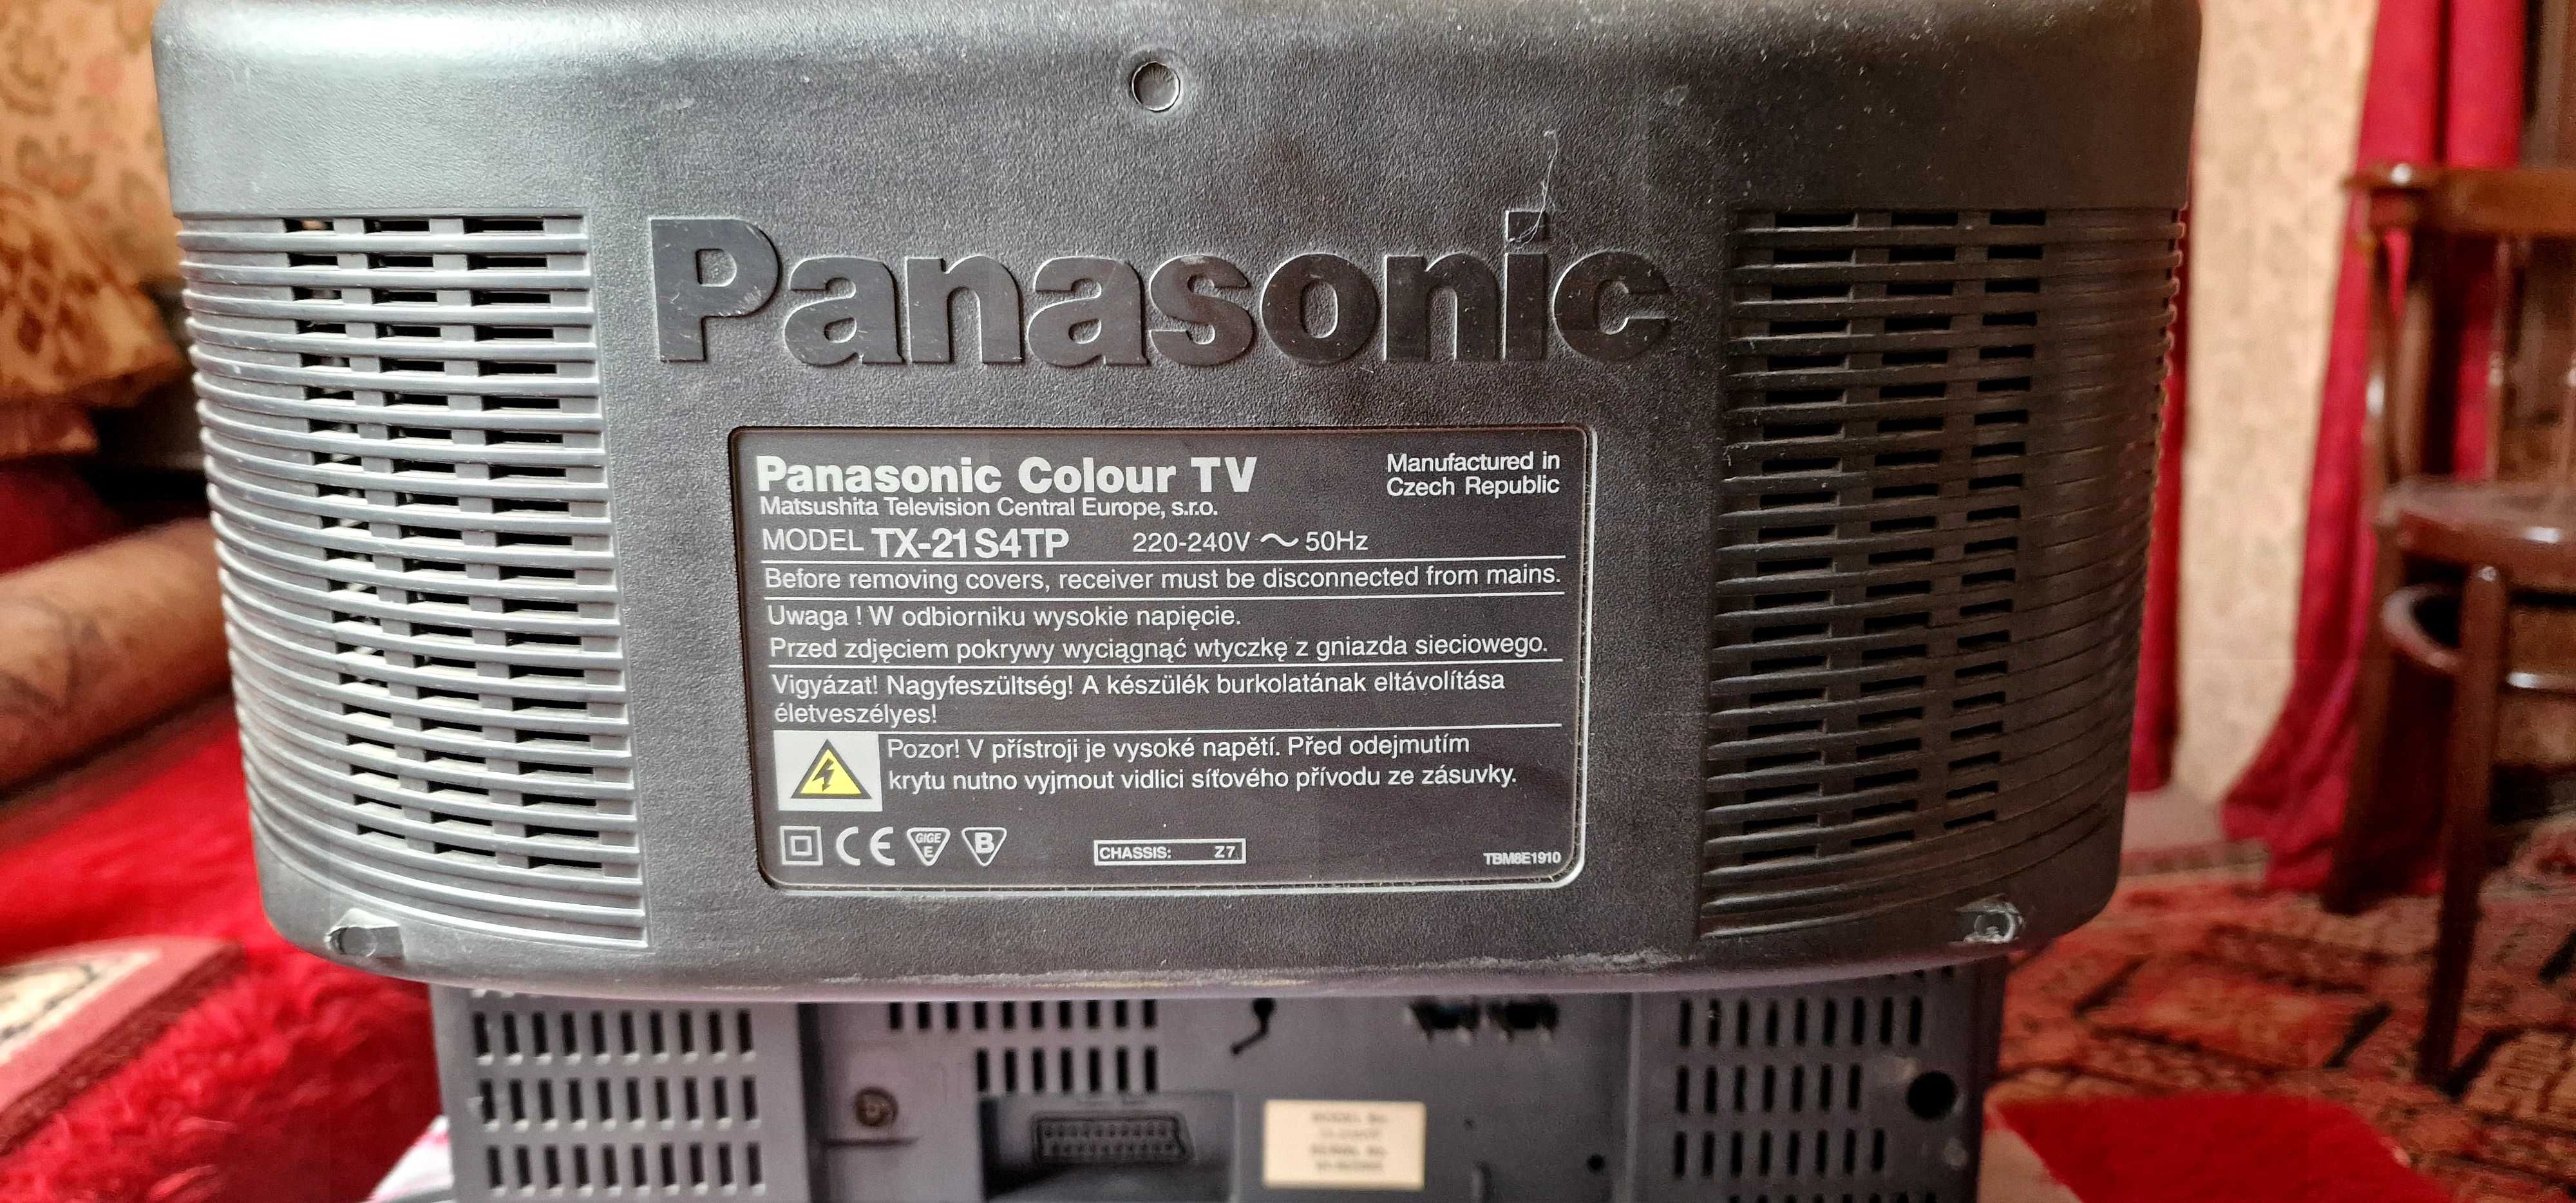 Panasonic
Panasonic Colour TV
Manufactured in
Czech Republic
Matsushita Television Central Europe, s.r.o.
MODEL TX-21S4TP 220-240V ~ 50Hz
Before removing covers, receiver must be disconnected from mains.
Uwaga ! W odbiorniku wysokie napięcie.
Przed zdjęciem pokrywy wyciągnąć wtyczkę z gniazda sieciowego.
Vigyázat! Nagyfeszültség! A készülék burkolatának eltávolítása
életveszélyes!
Pozor! V přístroji je vysoké napětí. Před odejmutím
krytu nutno vyjmout vidlici síťového přívodu ze zásuvky.
CE GIGE E B
CHASSIS: Z7
TBM8E1910